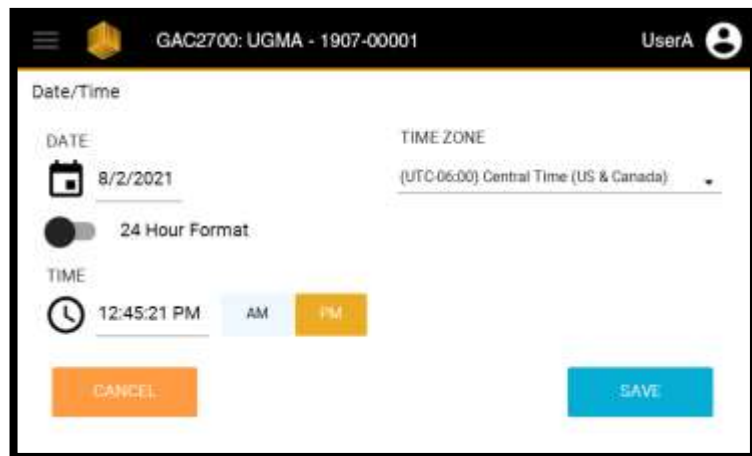 GAC2700: UGMA - 1907-00001 UserA
Date/Time
DATE
8/2/2021
TIME ZONE
(UTC-06:00) Central Time (US & Canada)
24 Hour Format
TIME
12:45:21 PM AM PM
CANCEL SAVE